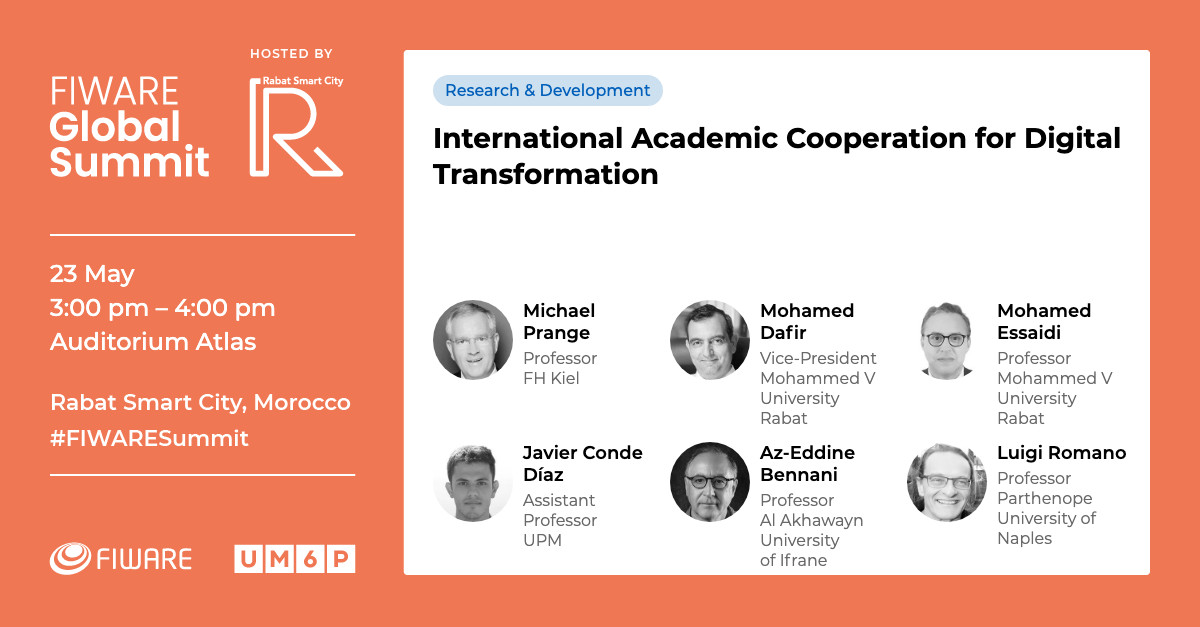 HOSTED BY
FIWARE
Global
Summit
Rabat Smart City
R
23 May
3:00 pm – 4:00 pm
Auditorium Atlas
Rabat Smart City, Morocco
#FIWARESummit
FIWARE
UM6P
Research & Development
International Academic Cooperation for Digital
Transformation
Michael
Prange
Professor
FH Kiel
Mohamed
Dafir
Vice-President
Mohammed V
University
Rabat
Mohamed
Essaidi
Professor
Mohammed V
University
Rabat
Javier Conde
Díaz
Assistant
Professor
UPM
Az-Eddine
Bennani
Professor
Al Akhawayn
University
of Ifrane
Luigi Romano
Professor
Parthenope
University of
Naples